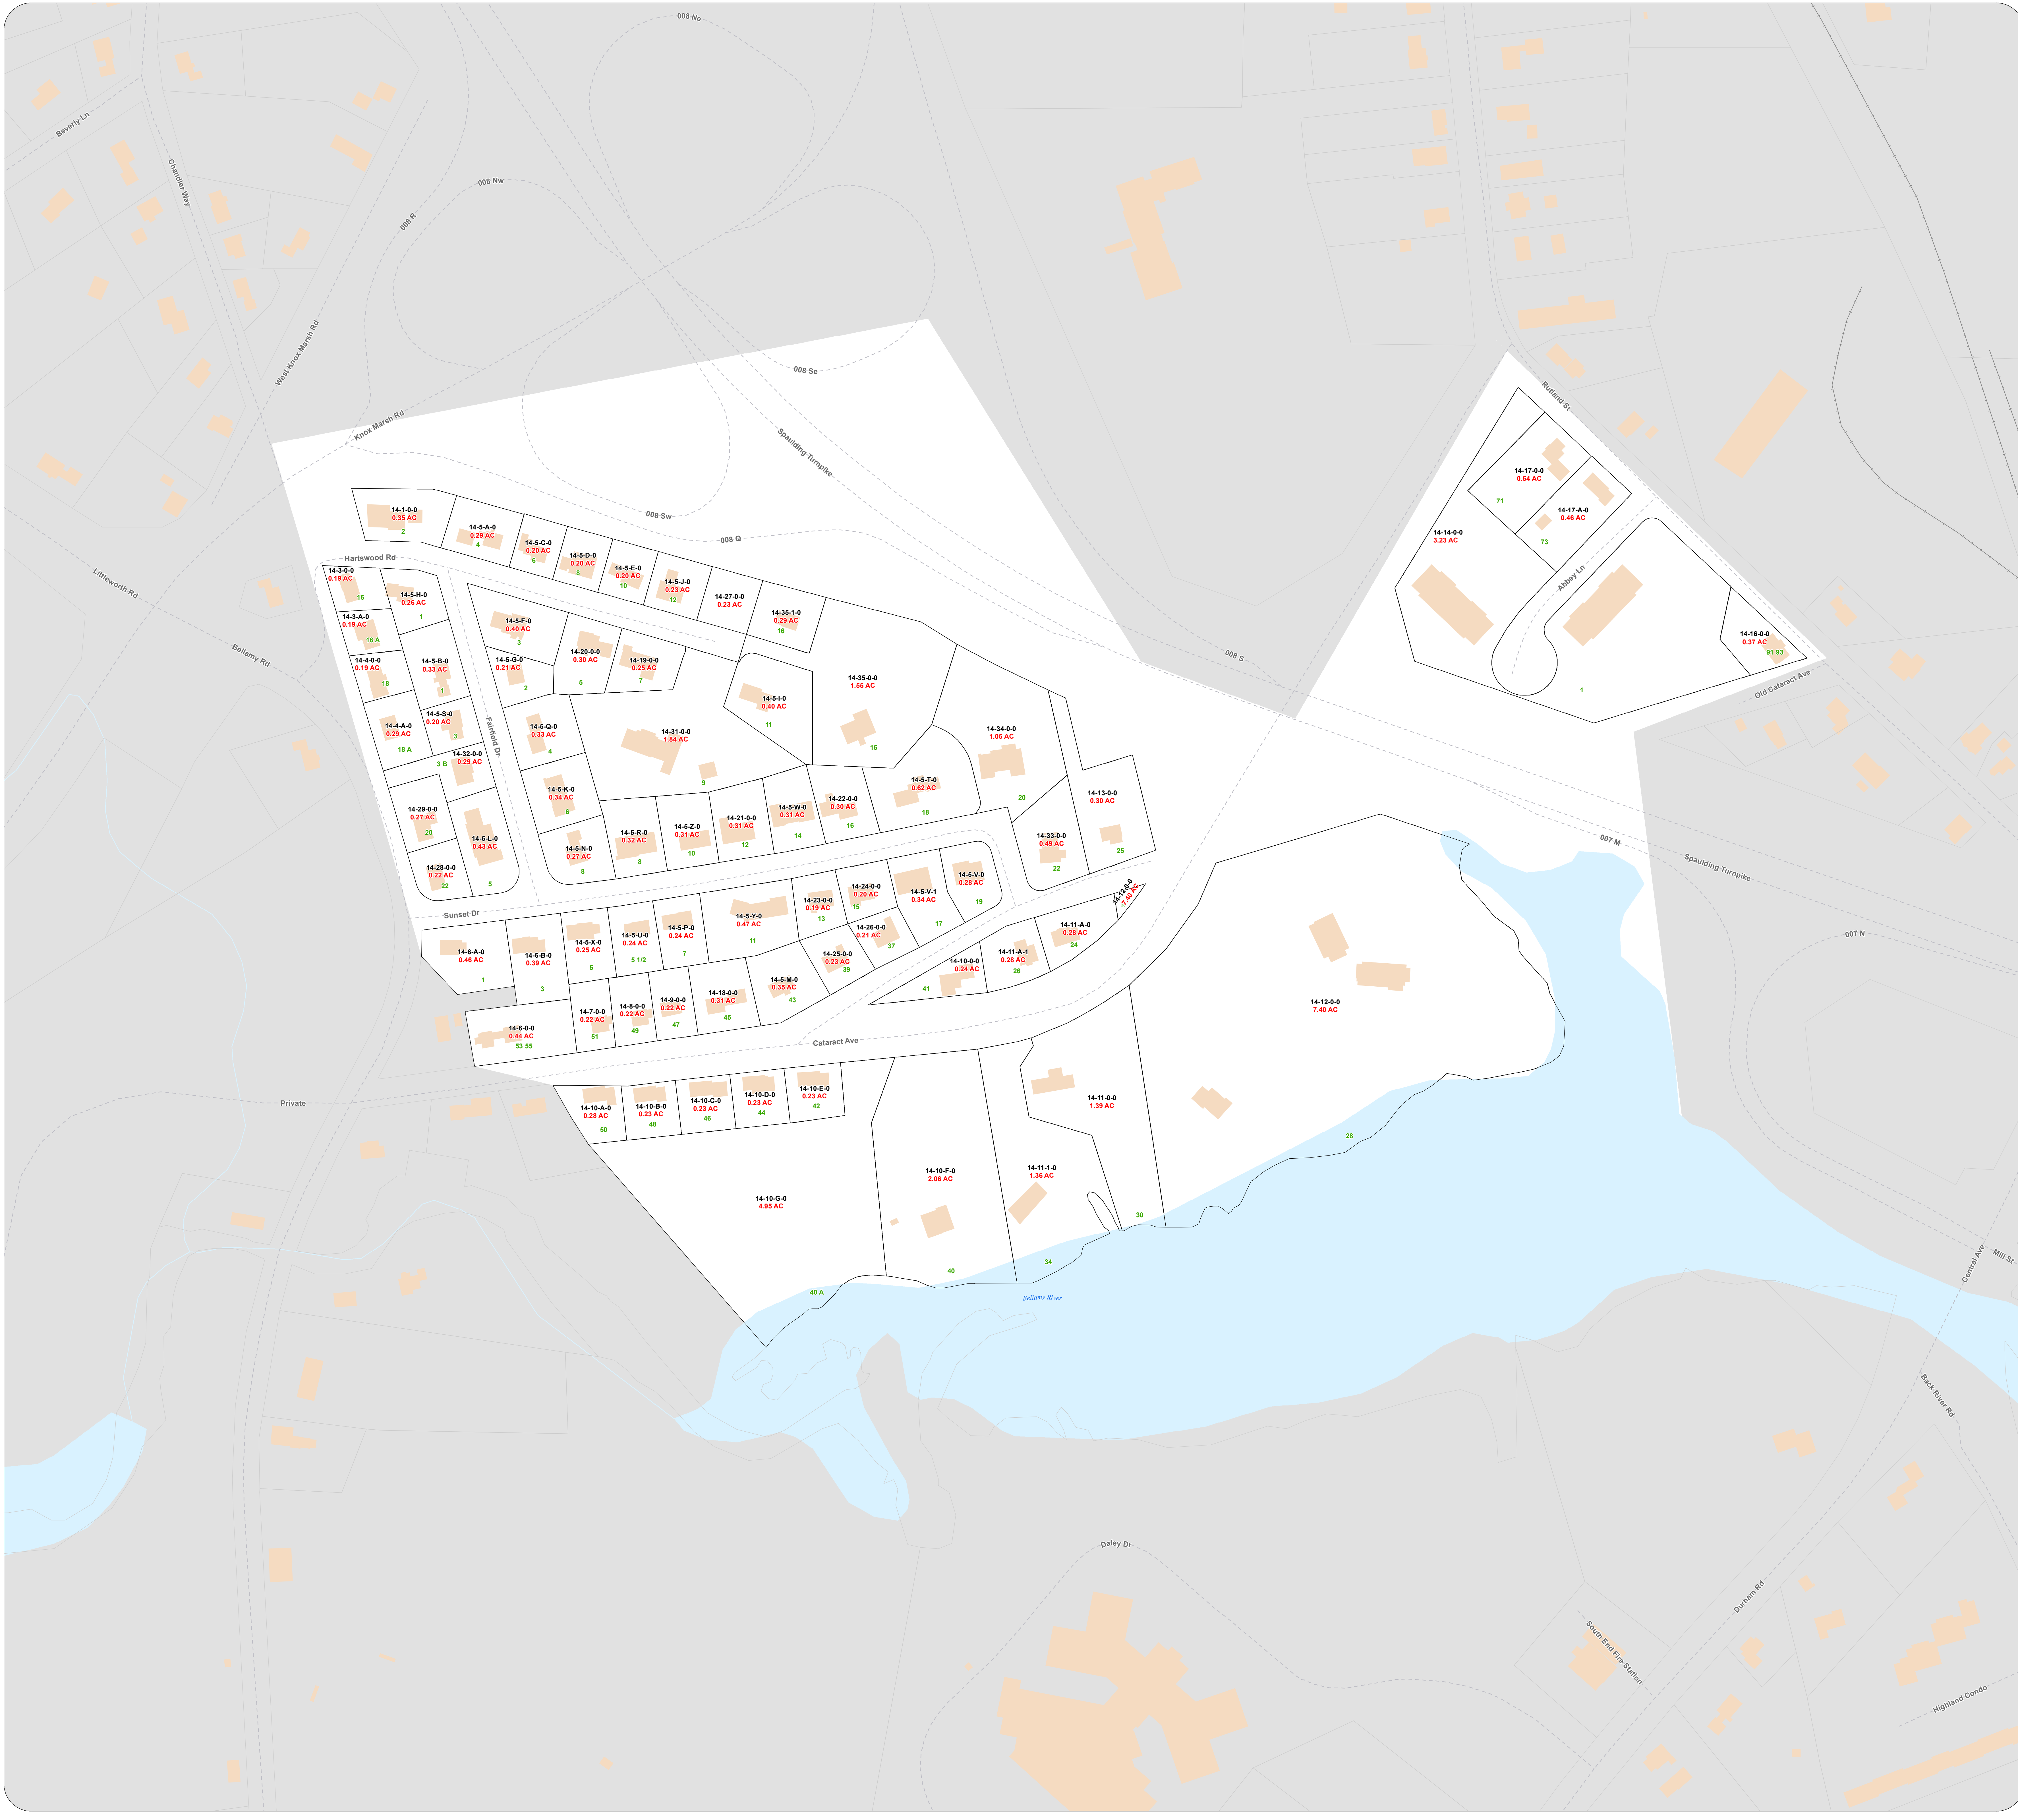 008 Ne
Beverly Ln
Chandler Way
008 Nw
008 R
West Knox Marsh Rd
008 Se
Knox Marsh Rd
Spaulding Turnpike
Rutland St
008 Sw
008 Q
14-1-0-0
0.35 AC
2
14-5-A-0
0.29 AC
4
14-5-C-0
0.20 AC
6
14-5-D-0
0.20 AC
8
14-5-E-0
0.20 AC
10
14-5-J-0
0.23 AC
12
14-27-0-0
0.23 AC
14-35-1-0
0.29 AC
16
14-17-0-0
0.54 AC
71
14-17-A-0
0.46 AC
73
14-14-0-0
3.23 AC
Abbey Ln
1
14-16-0-0
0.37 AC
91 93
Old Cataract Ave
Hartswood Rd
Littleworth Rd
Bellamy Rd
14-3-0-0
0.19 AC
16
14-5-H-0
0.26 AC
1
14-3-A-0
0.19 AC
16 A
14-4-0-0
0.19 AC
18
14-5-B-0
0.33 AC
1
14-5-S-0
0.20 AC
3
14-4-A-0
0.29 AC
18 A
14-32-0-0
0.29 AC
3 B
14-29-0-0
0.27 AC
20
14-5-L-0
0.43 AC
5
14-28-0-0
0.22 AC
22
Fairfield Dr
14-5-F-0
0.40 AC
3
14-5-G-0
0.21 AC
2
14-20-0-0
0.30 AC
5
14-19-0-0
0.25 AC
7
14-5-Q-0
0.33 AC
4
14-31-0-0
1.84 AC
9
14-5-I-0
0.40 AC
11
14-35-0-0
1.55 AC
15
008 S
14-34-0-0
1.05 AC
20
14-5-K-0
0.34 AC
6
14-5-N-0
0.27 AC
8
14-5-R-0
0.32 AC
8
14-5-Z-0
0.31 AC
10
14-21-0-0
0.31 AC
12
14-5-W-0
0.31 AC
14
14-22-0-0
0.30 AC
16
14-5-T-0
0.62 AC
18
14-33-0-0
0.49 AC
22
14-13-0-0
0.30 AC
25
007 M
Spaulding Turnpike
007 N
Sunset Dr
14-6-A-0
0.46 AC
1
14-6-B-0
0.39 AC
3
14-5-X-0
0.25 AC
5
14-5-U-0
0.24 AC
5 1/2
14-5-P-0
0.24 AC
7
14-5-Y-0
0.47 AC
11
14-23-0-0
0.19 AC
13
14-24-0-0
0.20 AC
15
14-5-V-1
0.34 AC
17
14-5-V-0
0.28 AC
19
14-26-0-0
0.21 AC
37
14-25-0-0
0.23 AC
39
14-5-M-0
0.35 AC
43
14-18-0-0
0.31 AC
45
14-9-0-0
0.22 AC
47
14-8-0-0
0.22 AC
49
14-7-0-0
0.22 AC
51
14-6-0-0
0.44 AC
53 55
14-10-0-0
0.24 AC
41
14-11-A-1
0.28 AC
26
14-11-A-0
0.28 AC
24
14-12-0-0
7.40 AC
14-12-0-0
7.40 AC
28
Cataract Ave
Private
14-10-A-0
0.28 AC
50
14-10-B-0
0.23 AC
48
14-10-C-0
0.23 AC
46
14-10-D-0
0.23 AC
44
14-10-E-0
0.23 AC
42
14-11-0-0
1.39 AC
30
14-10-G-0
4.95 AC
40 A
14-10-F-0
2.06 AC
40
14-11-1-0
1.36 AC
34
Bellamy River
Central Ave
Mill St
Back River Rd
Daley Dr
Durham Rd
South End Fire Station
Highland Condo